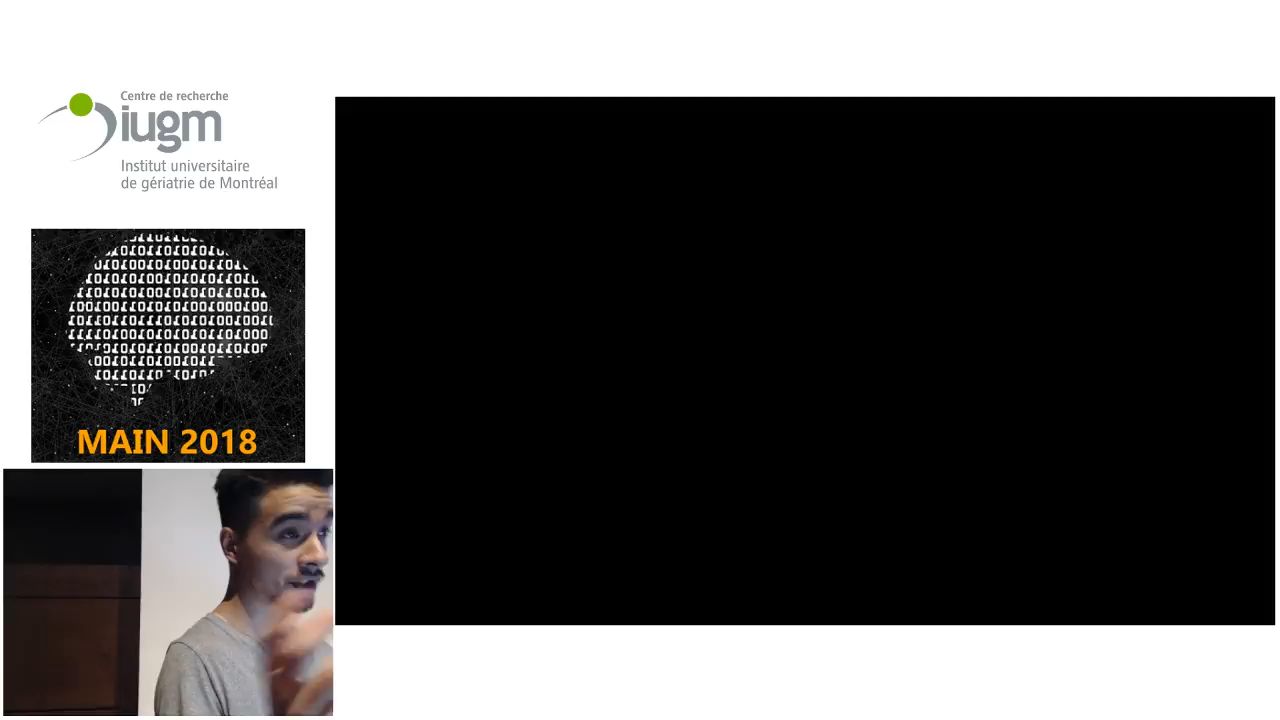 Centre de recherche
iugm
Institut universitaire
de gériatrie de Montréal
MAIN 2018